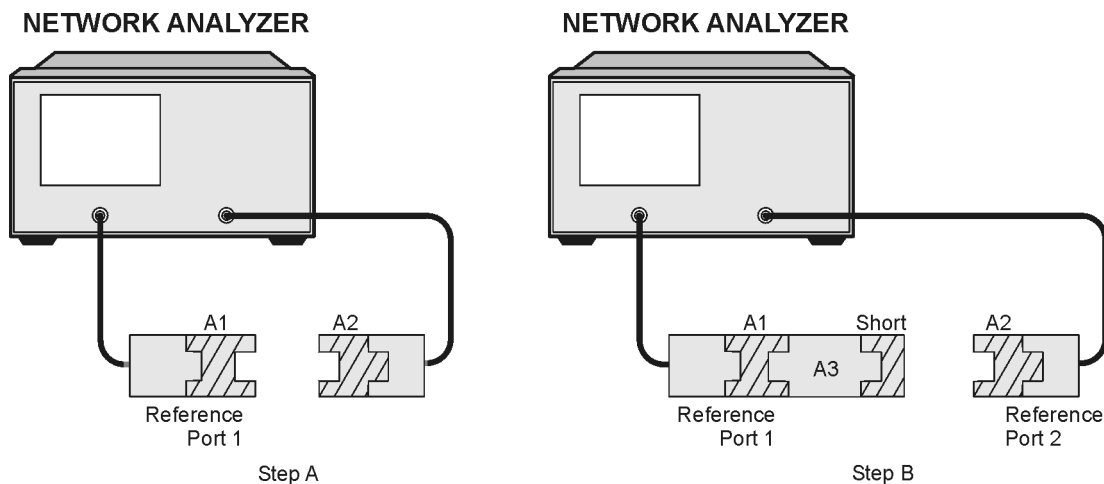 NETWORK ANALYZER
A1
A2
Reference
Port 1
Step A
NETWORK ANALYZER
A1
Short
A2
A3
Reference
Port 1
Reference
Port 2
Step B